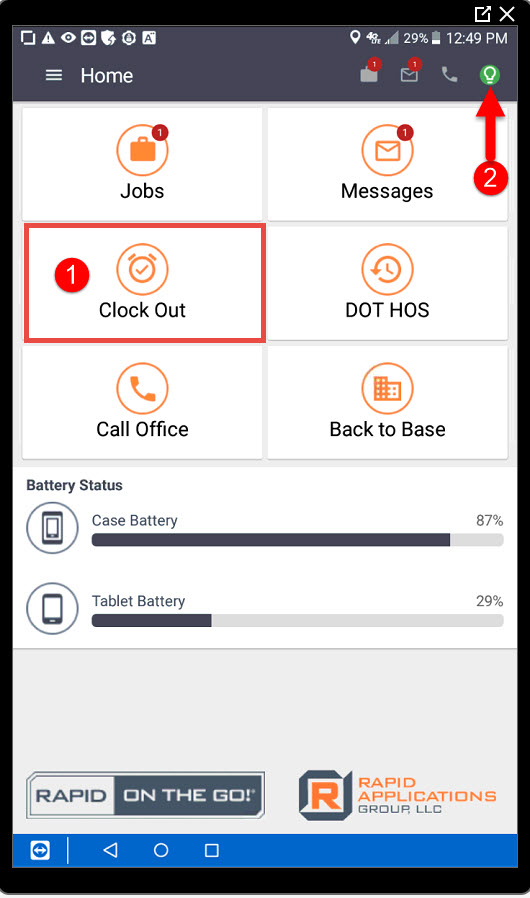 29% 12:49 PM
Home
1
1
2
1
Jobs
1
Messages
1
Clock Out
DOT HOS
Call Office
Back to Base
Battery Status
Case Battery 87%
Tablet Battery 29%
RAPID ON THE GO!
RAPID
APPLICATIONS
GROUP, LLC